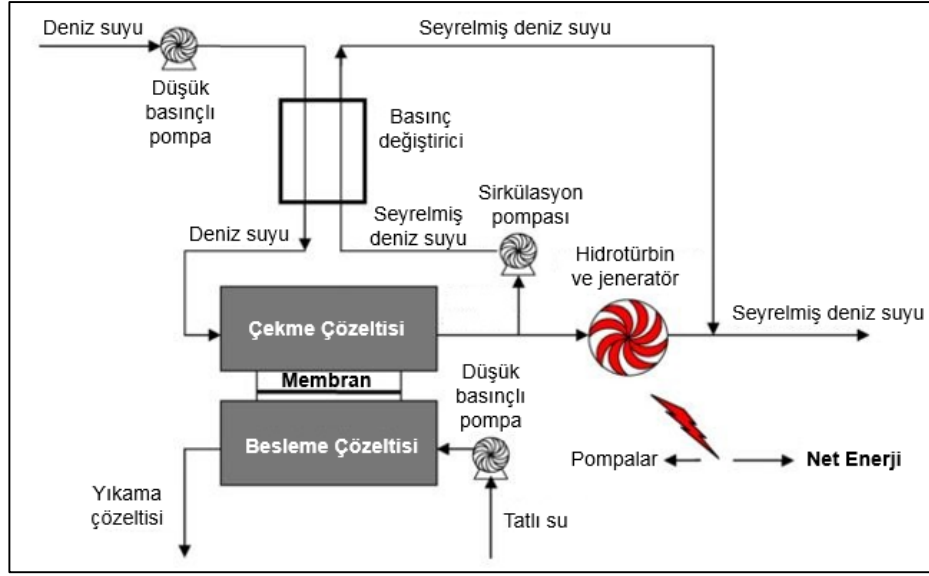 Deniz suyu
Düşük
basınçlı
pompa
Seyrelmiş deniz suyu
Basınç
değiştirici
Sirkülasyon
pompası
Seyrelmiş
deniz suyu
Deniz suyu
Hidrotürbin
ve jeneratör
Seyrelmiş deniz suyu
Çekme Çözeltisi
Membran
Düşük
basınçlı
pompa
Besleme Çözeltisi
Pompalar
Net Enerji
Yıkama
çözeltisi
Tatlı su